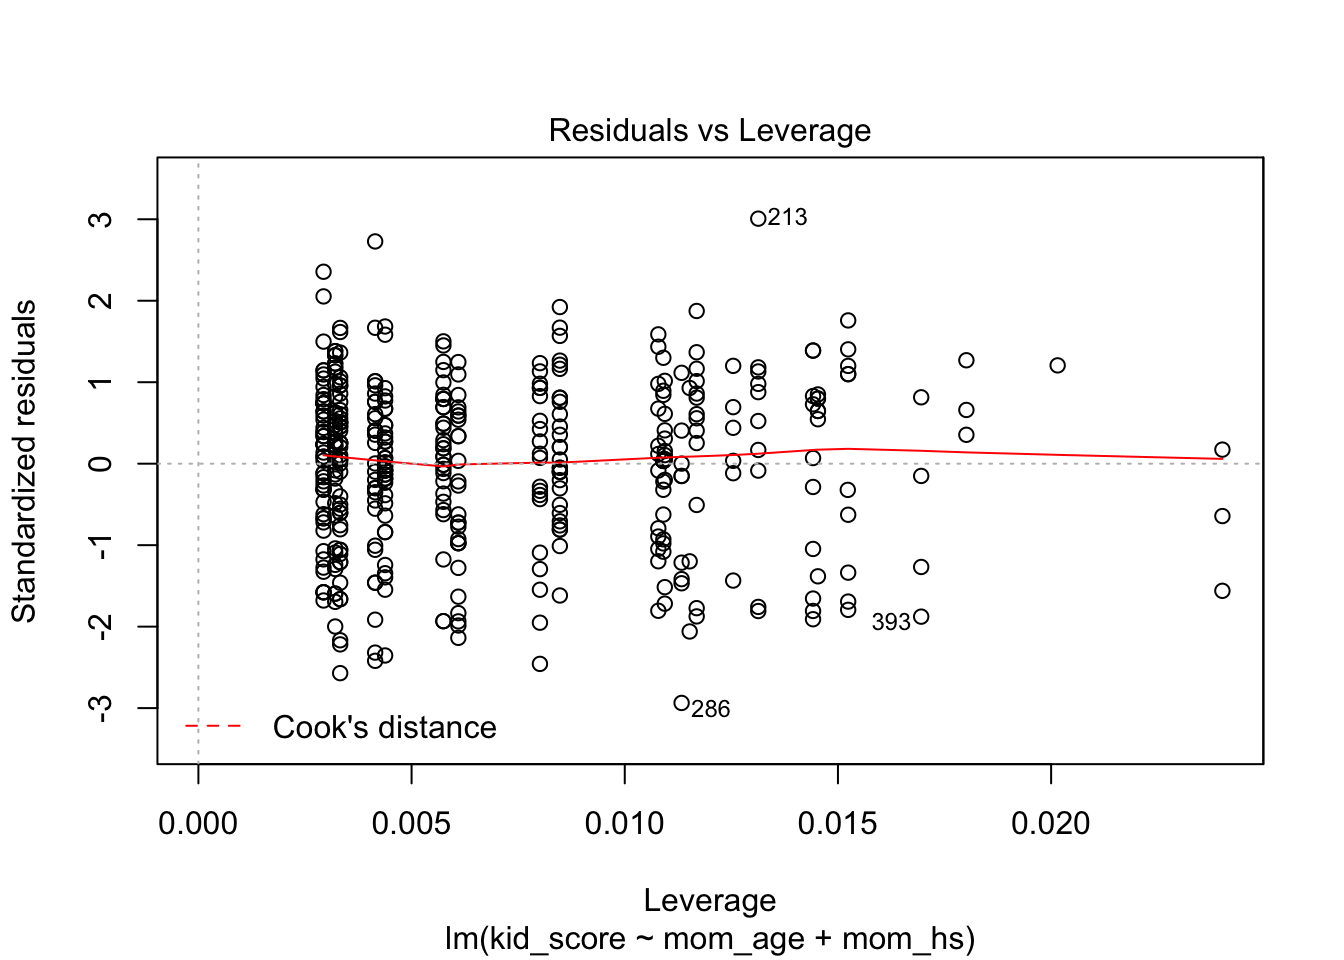 Residuals vs Leverage
Standardized residuals
3
2
1
0
-1
-2
-3
213
393
286
Cook's distance
0.000 0.005 0.010 0.015 0.020
Leverage
lm(kid_score ~ mom_age + mom_hs)